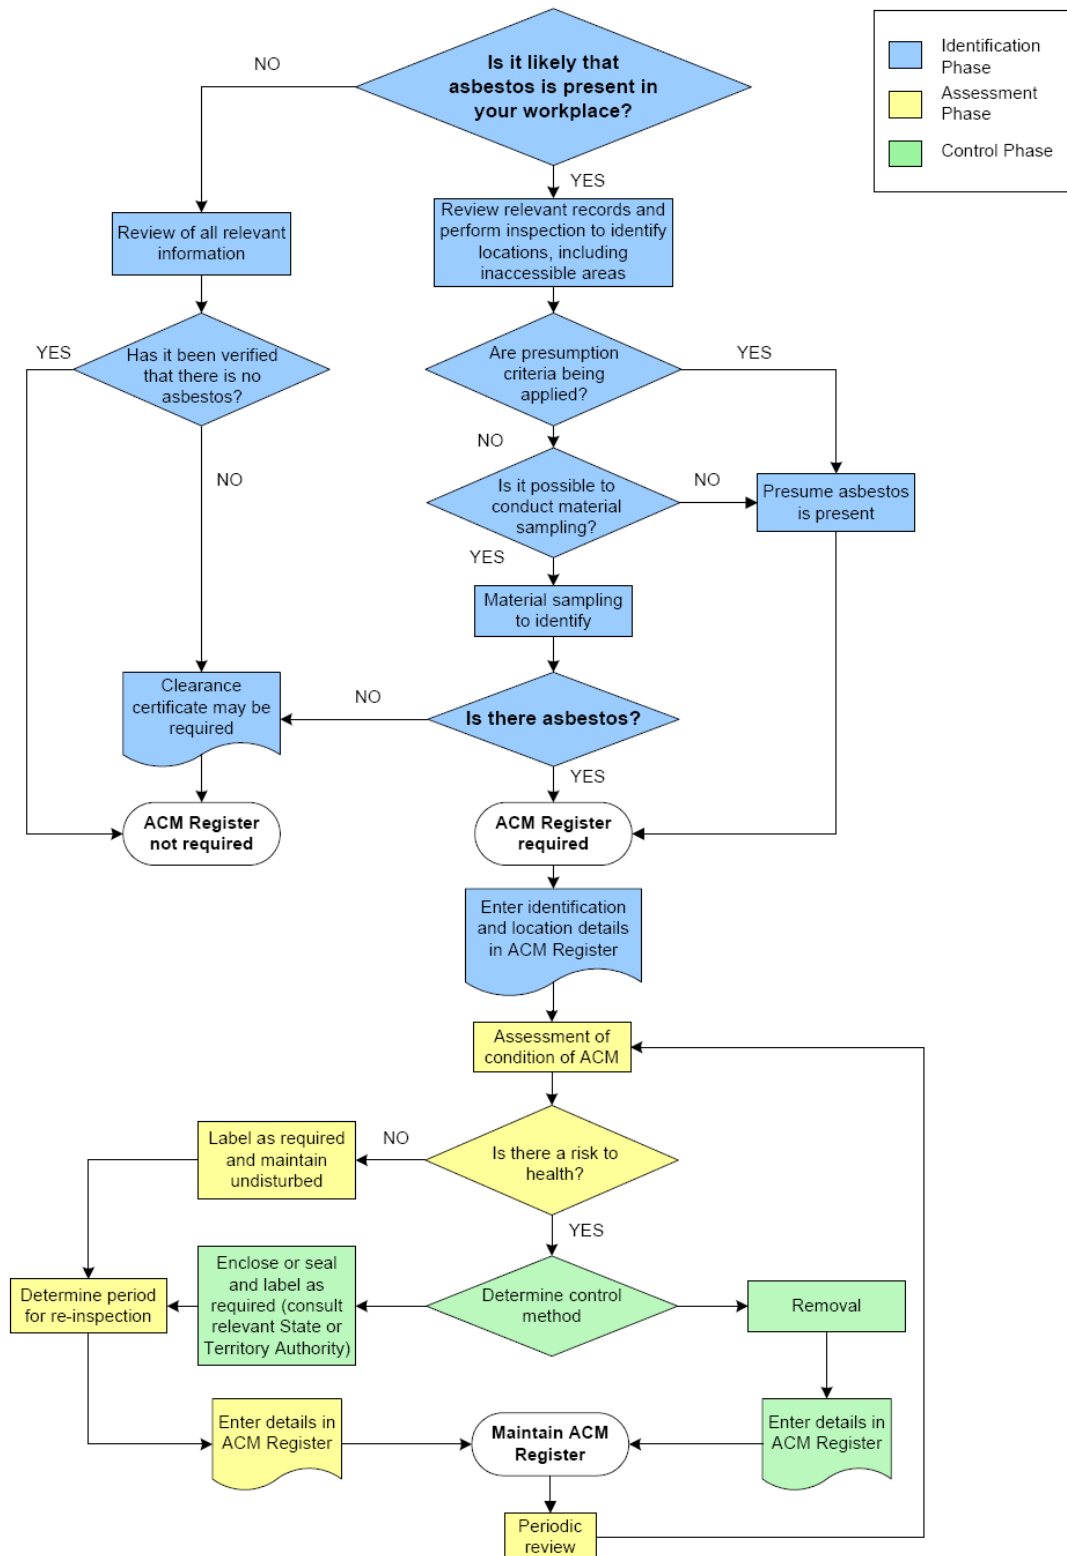 Is it likely that
asbestos is present in
your workplace?
NO
YES
Identification
Phase
Assessment
Phase
Control Phase
Review of all relevant
information
Review relevant records and
perform inspection to identify
locations, including
inaccessible areas
YES
Has it been verified
that there is no
asbestos?
NO
Are presumption
criteria being
applied?
YES
NO
Is it possible to
conduct material
sampling?
NO
Presume asbestos
is present
YES
Material sampling
to identify
Clearance
certificate may be
required
NO
Is there asbestos?
YES
ACM Register
not required
ACM Register
required
Enter identification
and location details
in ACM Register
Assessment of
condition of ACM
Label as required
and maintain
undisturbed
NO
Is there a risk to
health?
YES
Determine period
for re-inspection
Enclose or seal
and label as
required (consult
relevant State or
Territory Authority)
Determine control
method
Removal
Enter details in
ACM Register
Maintain ACM
Register
Enter details in
ACM Register
Periodic
review